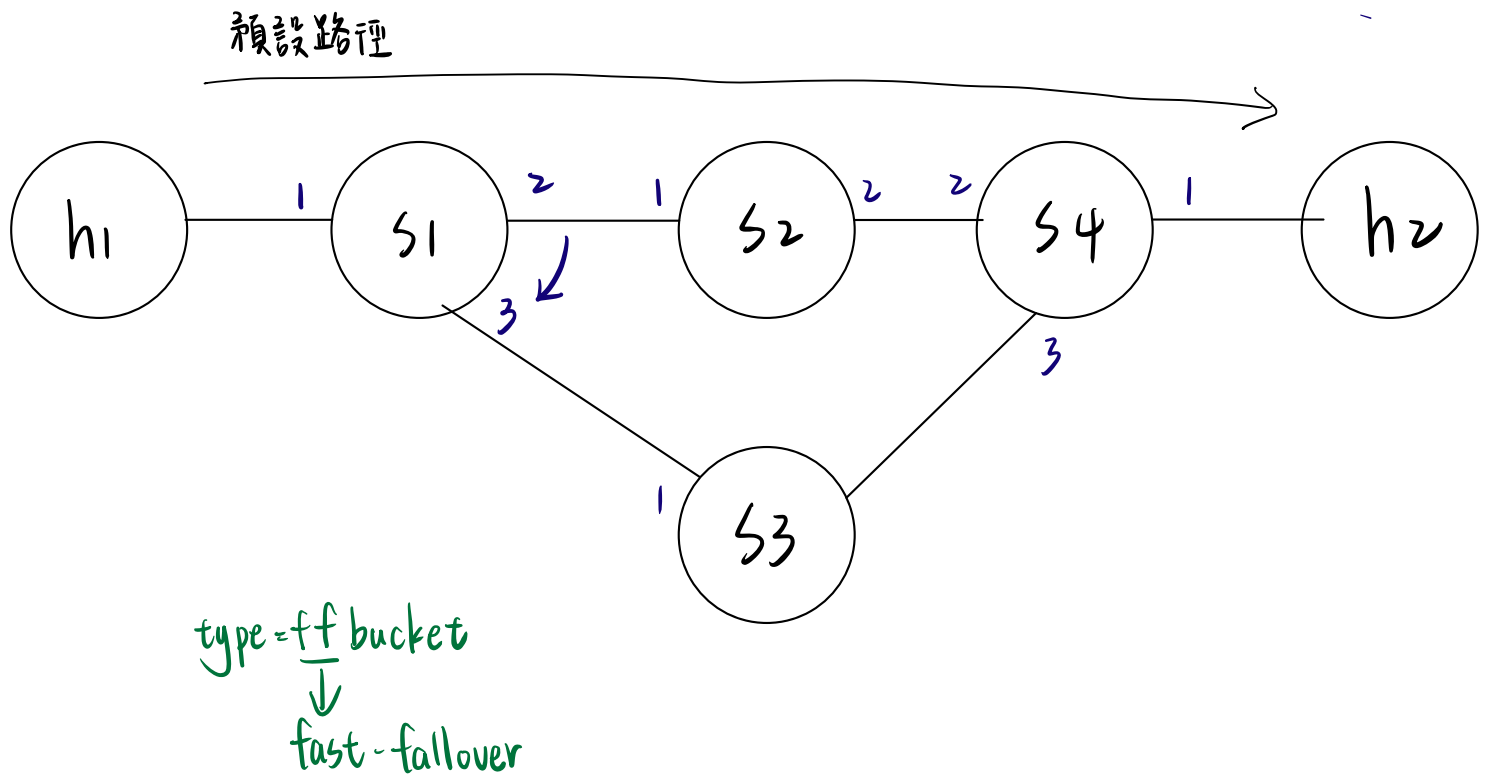 預設路徑
1 2 1 2 2 1
h1 s1 s2 s4 h2
3
3
1
s3
type=ff bucket
fast-fallover